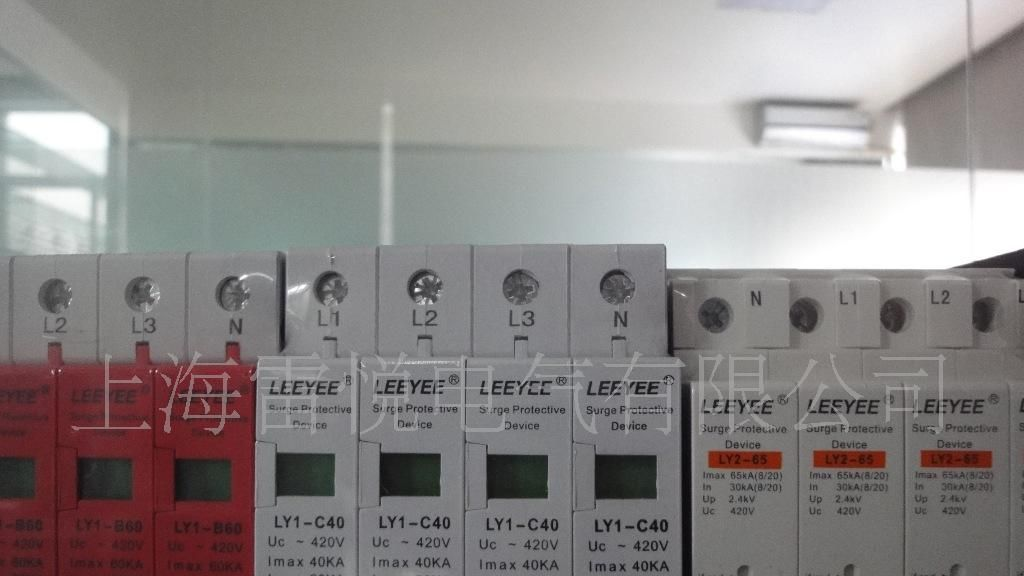 L2 L3 N L1 L2 L3 N N L1 L2
上海雷悦电气有限公司
LEEYEE® LEEYEE® LEEYEE® LEEYEE® LEEYEE® LEEYEE® LEEYEE®
Surge Protective Surge Protective Surge Protective Surge Protective Surge Protective Surge Protective Surge Protective
Device Device Device Device Device Device Device
LY2-65 LY2-65 LY2-65
Imax 65kA(8/20) Imax 65kA(8/20) Imax 65kA(8/20)
In 30kA(8/20) In 30kA(8/20) In 30kA(8/20)
Up 2.4kV Up 2.4kV Up 2.4kV
Uc 420V Uc 420V Uc 420V
LY1-B60 LY1-B60 LY1-C40 LY1-C40 LY1-C40 LY1-C40
Uc ~ 420V Uc ~ 420V Uc ~ 420V Uc ~ 420V Uc ~ 420V Uc ~ 420V
Imax 60KA Imax 60KA Imax 40KA Imax 40KA Imax 40KA Imax 40KA